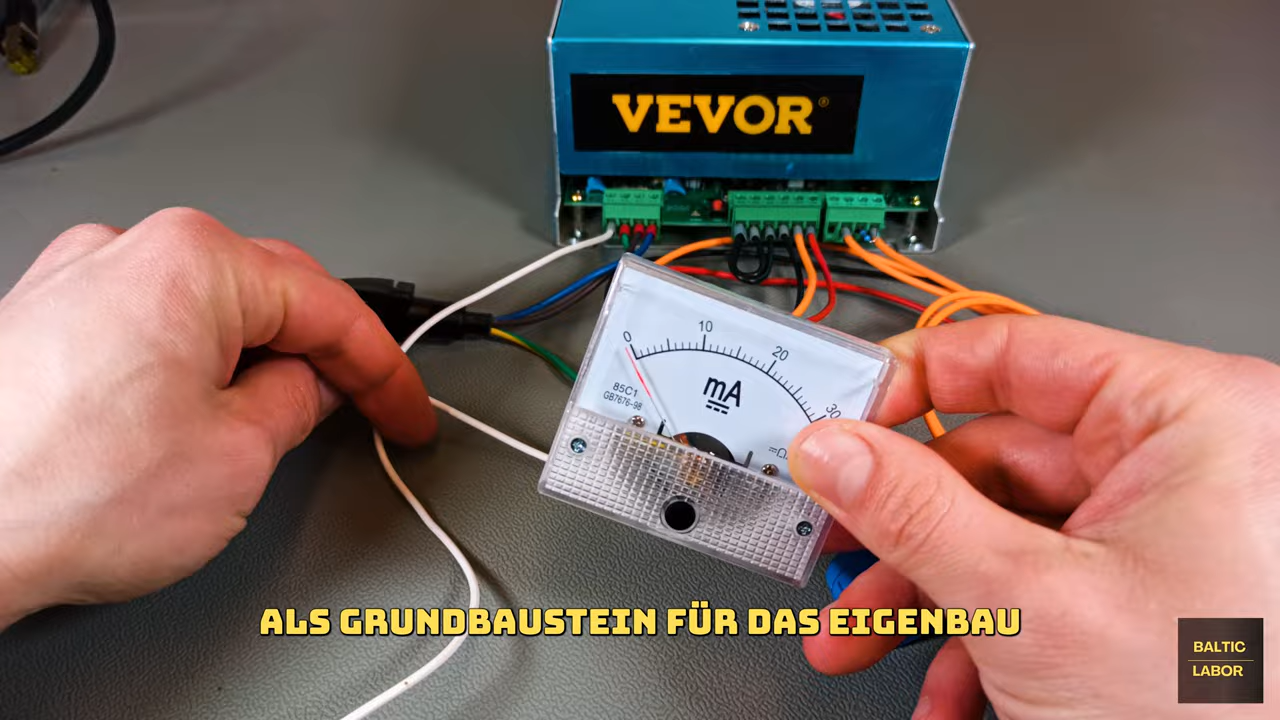 VEVOR®
0 10 20 30
mA
85C1
GB7676-98
ALS GRUNDBAUSTEIN FÜR DAS EIGENBAU
BALTIC
LABOR